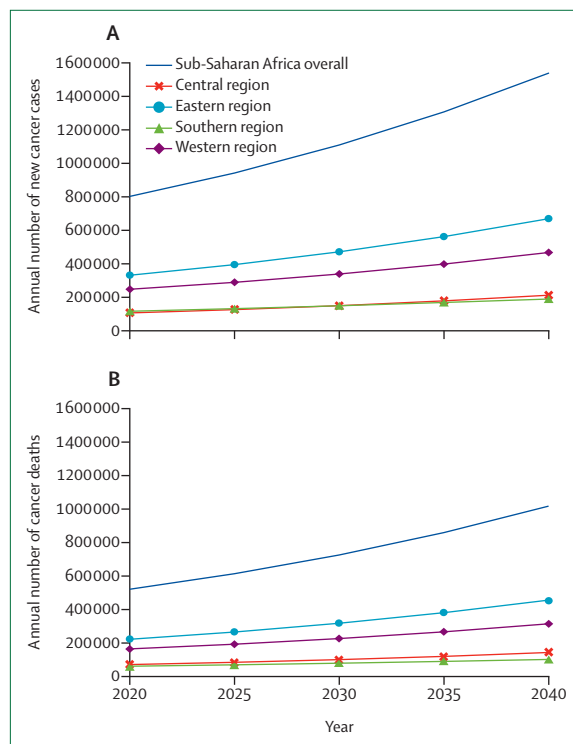 A
Sub-Saharan Africa overall
Central region
Eastern region
Southern region
Western region
Annual number of new cancer cases
1600000
1400000
1200000
1000000
800000
600000
400000
200000
0
B
Annual number of cancer deaths
1600000
1400000
1200000
1000000
800000
600000
400000
200000
0
2020 2025 2030 2035 2040
Year